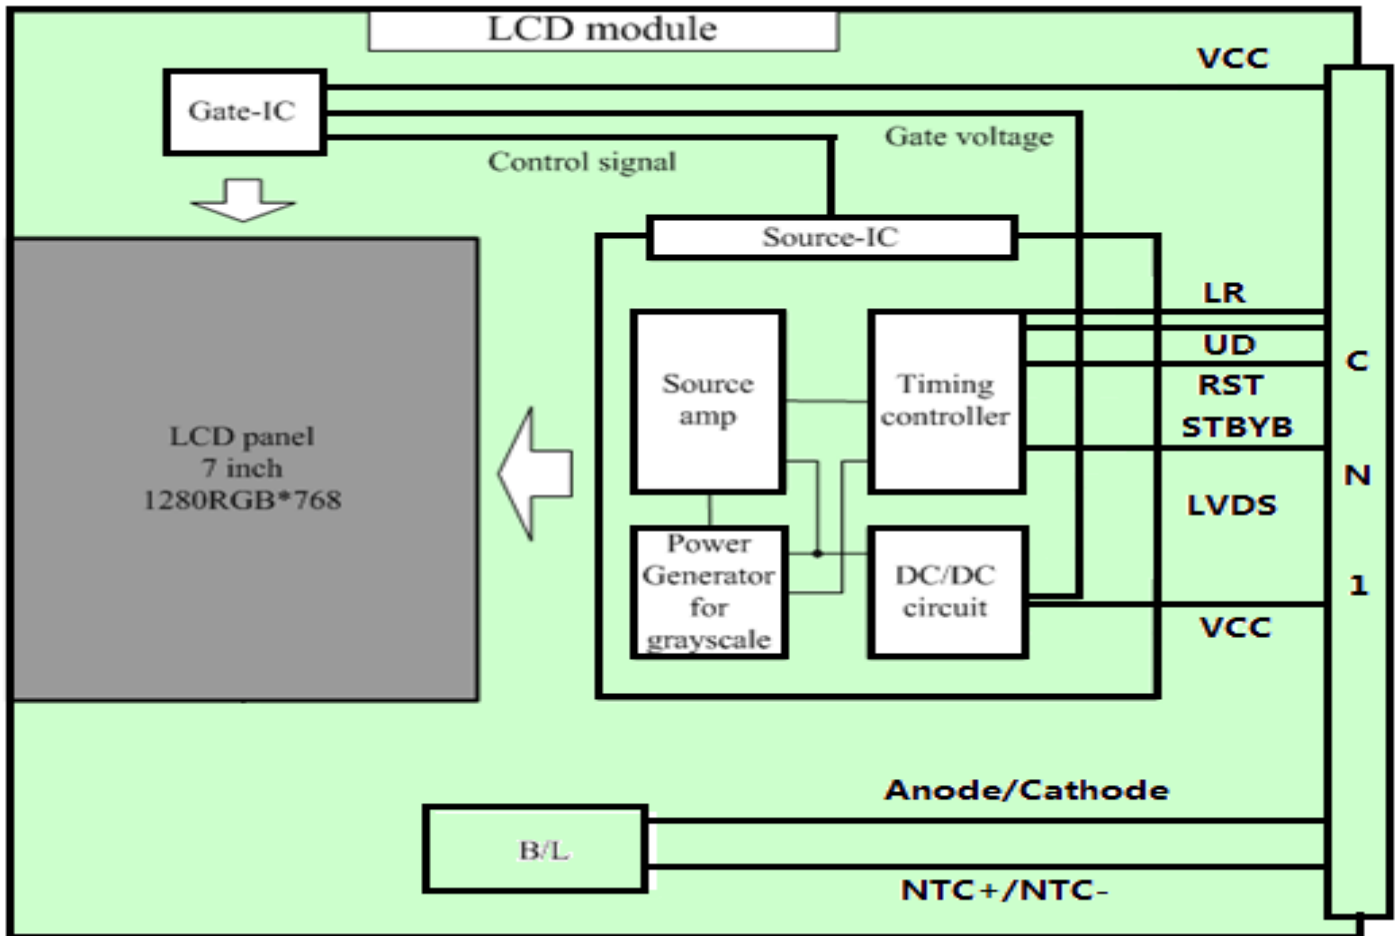 LCD module
VCC
Gate-IC
Gate voltage
Control signal
Source-IC
LR
UD
RST
STBYB
LVDS
VCC
C
N
1
Source
amp
Timing
controller
LCD panel
7 inch
1280RGB*768
Power
Generator
for
grayscale
DC/DC
circuit
Anode/Cathode
B/L
NTC+/NTC-